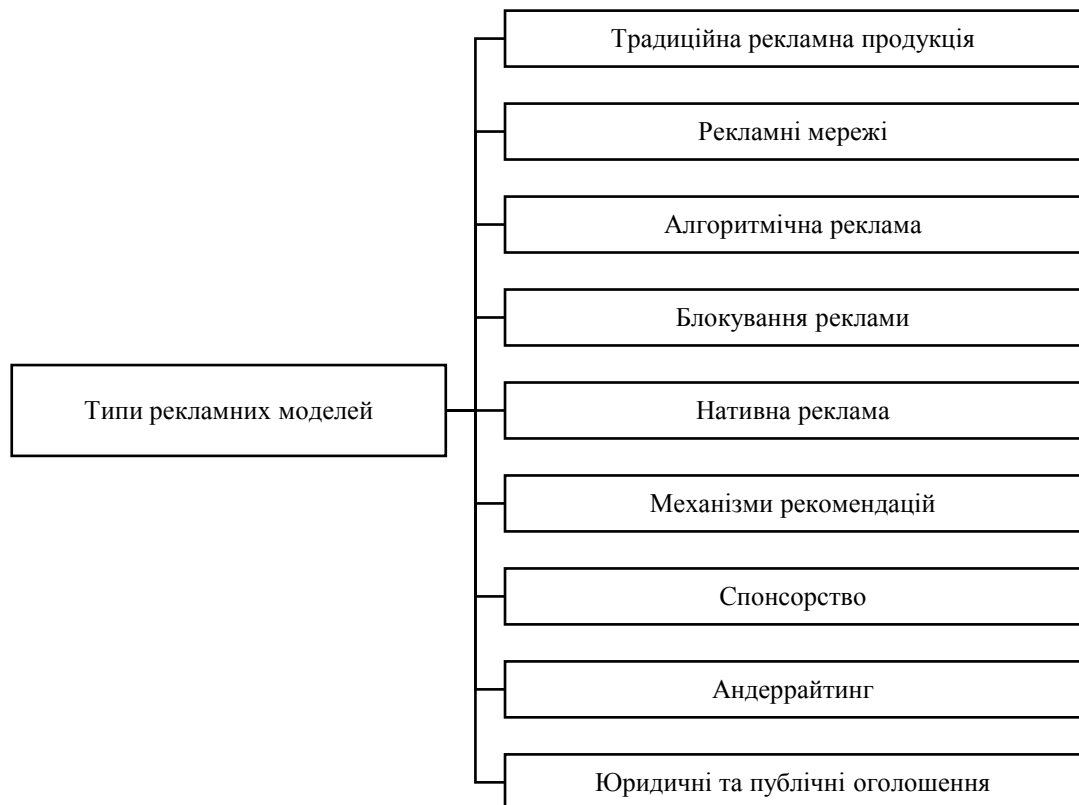 Традиційна рекламна продукція
Рекламні мережі
Алгоритмічна реклама
Блокування реклами
Типи рекламних моделей
Нативна реклама
Механізми рекомендацій
Спонсорство
Андеррайтинг
Юридичні та публічні оголошення